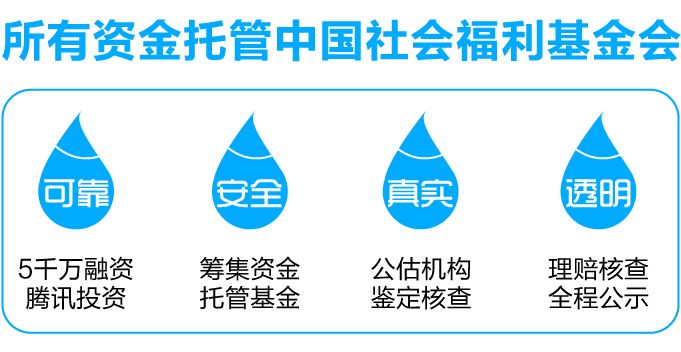 所有资金托管中国社会福利基金会
可靠
安全
真实
透明
5千万融资
腾讯投资
筹集资金
托管基金
公估机构
鉴定核查
理赔核查
全程公示